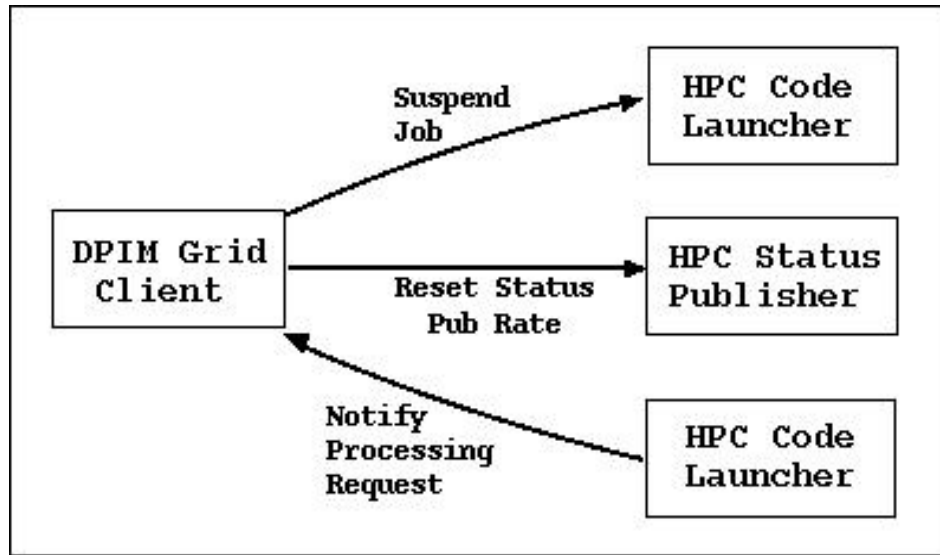 Suspend
Job
HPC Code
Launcher
DPIM Grid
Client
Reset Status
Pub Rate
HPC Status
Publisher
Notify
Processing
Request
HPC Code
Launcher